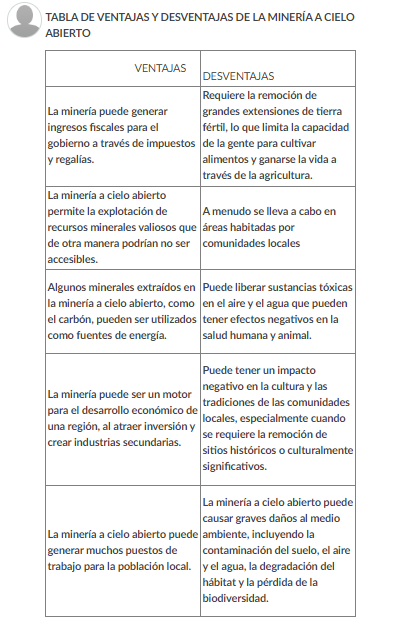 TABLA DE VENTAJAS Y DESVENTAJAS DE LA MINERÍA A CIELO
ABIERTO
VENTAJAS
DESVENTAJAS
La minería puede generar
ingresos fiscales para el
gobierno a través de impuestos
y regalías.
Requiere la remoción de
grandes extensiones de tierra
fértil, lo que limita la capacidad
de la gente para cultivar
alimentos y ganarse la vida a
través de la agricultura.
La minería a cielo abierto
permite la explotación de
recursos minerales valiosos que
de otra manera podrían no ser
accesibles.
A menudo se lleva a cabo en
áreas habitadas por
comunidades locales
Algunos minerales extraídos en
la minería a cielo abierto, como
el carbón, pueden ser utilizados
como fuentes de energía.
Puede liberar sustancias tóxicas
en el aire y el agua que pueden
tener efectos negativos en la
salud humana y animal.
La minería puede ser un motor
para el desarrollo económico de
una región, al atraer inversión y
crear industrias secundarias.
Puede tener un impacto
negativo en la cultura y las
tradiciones de las comunidades
locales, especialmente cuando
se requiere la remoción de
sitios históricos o culturalmente
significativos.
La minería a cielo abierto puede
generar muchos puestos de
trabajo para la población local.
La minería a cielo abierto puede
causar graves daños al medio
ambiente, incluyendo la
contaminación del suelo, el aire
y el agua, la degradación del
hábitat y la pérdida de la
biodiversidad.